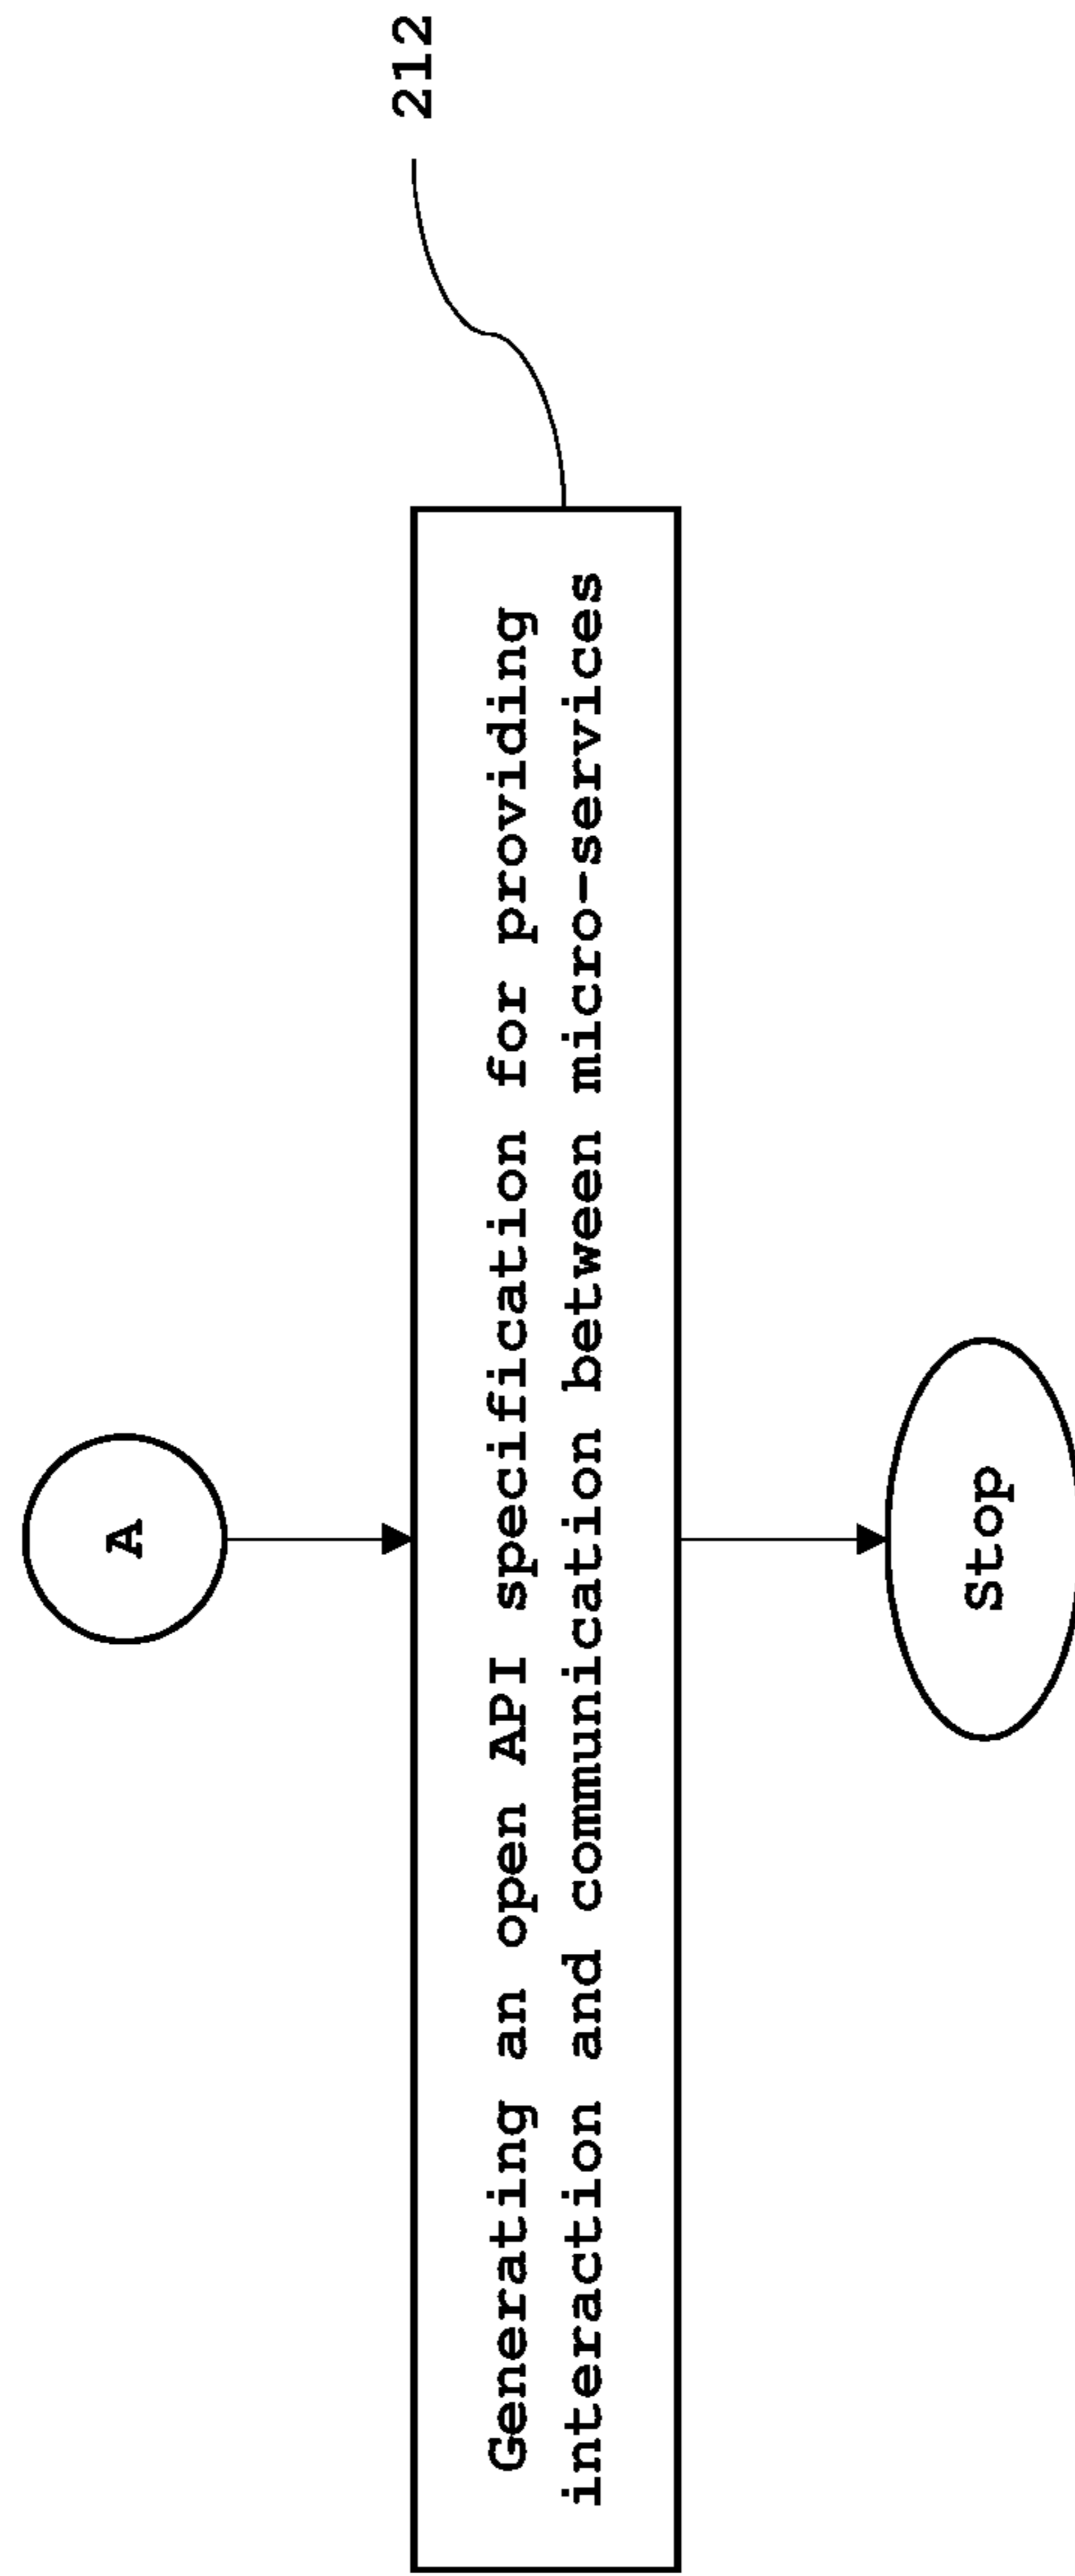 A
Generating an open API specification for providing
interaction and communication between micro-services
212
Stop